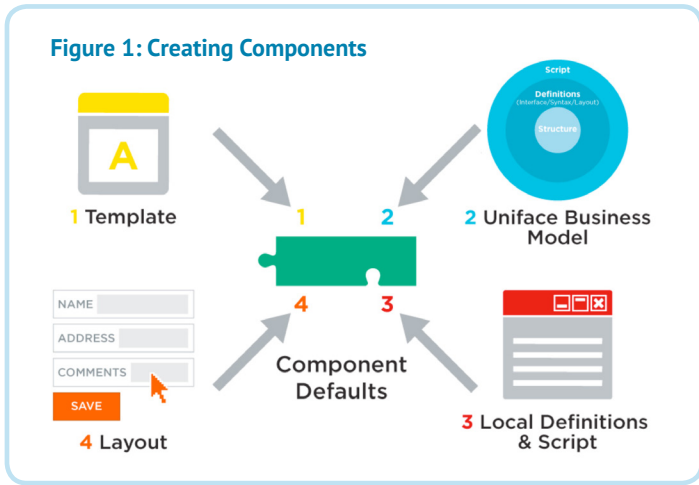 Figure 1: Creating Components
A
1 Template
Script
Definitions
(Interface/Syntax/Layout)
Structure
2 Uniface Business
Model
1
2
4
3
Component
Defaults
NAME
ADDRESS
COMMENTS
SAVE
4 Layout
3 Local Definitions
& Script